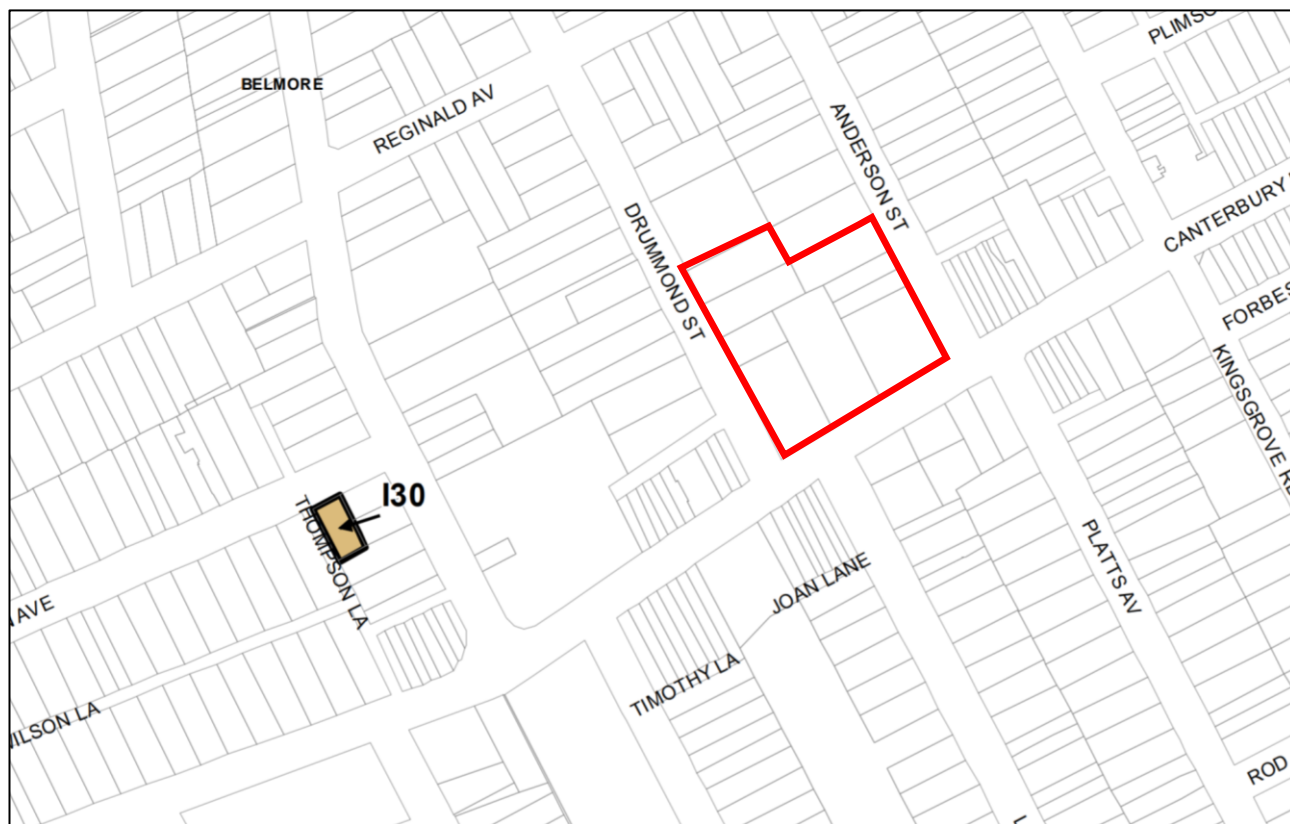 PLIMSO
BELMORE
REGINALD AV
ANDERSON ST
CANTERBURY
DRUMMOND ST
FORBES
KINGSGROVE R
I30
THOMPSON LA
PLATTS AV
JOAN LANE
AVE
TIMOTHY LA
WILSON LA
ROD